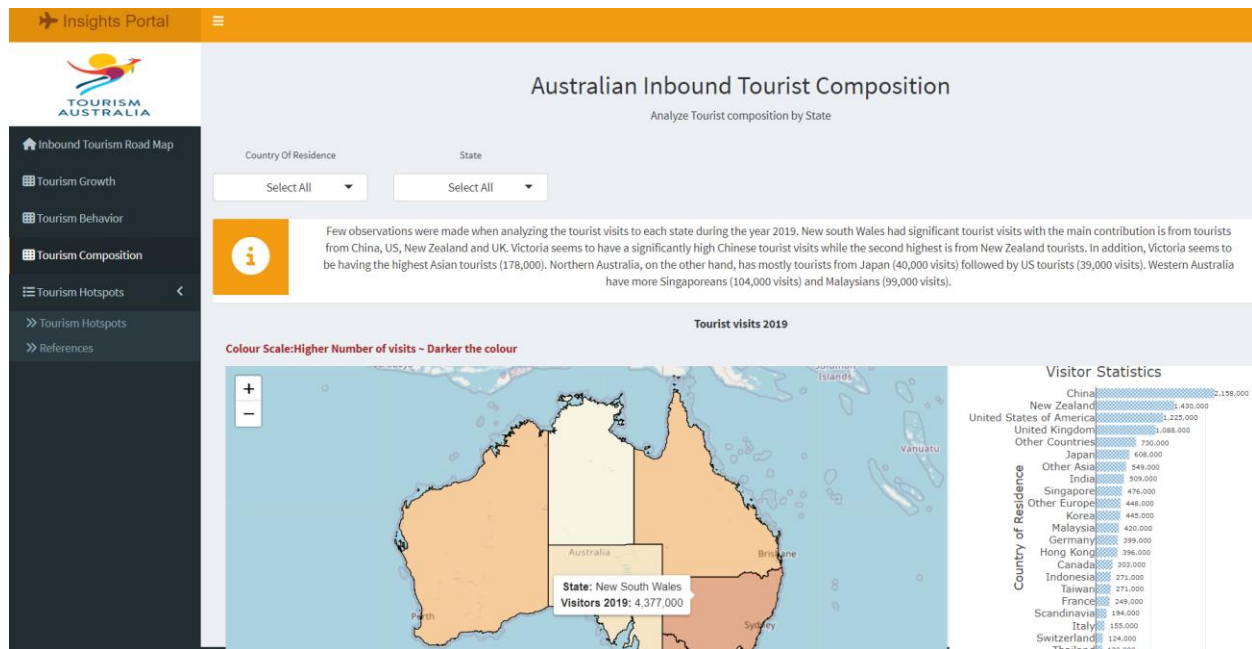 Insights Portal
TOURISM
AUSTRALIA
Inbound Tourism Road Map
Tourism Growth
Tourism Behavior
Tourism Composition
Tourism Hotspots
Tourism Hotspots
References
Australian Inbound Tourist Composition
Analyze Tourist composition by State
Country Of Residence
State
Select All
Select All
Few observations were made when analyzing the tourist visits to each state during the year 2019. New south Wales had significant tourist visits with the main contribution is from tourists
from China, US, New Zealand and UK. Victoria seems to have a significantly high Chinese tourist visits while the second highest is from New Zealand tourists. In addition, Victoria seems to
be having the highest Asian tourists (178,000). Northern Australia, on the other hand, has mostly tourists from Japan (40,000 visits) followed by US tourists (39,000 visits). Western Australia
have more Singaporeans (104,000 visits) and Malaysians (99,000 visits).
Tourist visits 2019
Colour Scale:Higher Number of visits ~ Darker the colour
+
−
Islands
Vanuatu
Australia
Brisbane
State: New South Wales
Visitors 2019: 4,377,000
Perth
Sydney
Visitor Statistics
Country of Residence
China 2,158,000
New Zealand 1,430,000
United States of America 1,225,000
United Kingdom 1,088,000
Other Countries 730,000
Japan 608,000
Other Asia 549,000
India 509,000
Singapore 476,000
Other Europe 448,000
Korea 445,000
Malaysia 420,000
Germany 399,000
Hong Kong 396,000
Canada 303,000
Indonesia 271,000
Taiwan 271,000
France 249,000
Scandinavia 194,000
Italy 155,000
Switzerland 124,000